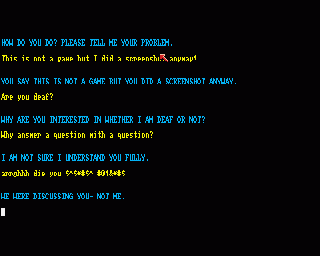 HOW DO YOU DO? PLEASE TELL ME YOUR PROBLEM.
This is not a game but I did a screenshot anyway!
YOU SAY THIS IS NOT A GAME BUT YOU DID A SCREENSHOT ANYWAY.
Are you deaf?
WHY ARE YOU INTERESTED IN WHETHER I AM DEAF OR NOT?
Why answer a question with a question?
I AM NOT SURE I UNDERSTAND YOU FULLY.
arrghhh die you $^$*#$^ #@!&*#$
WE WERE DISCUSSING YOU- NOT ME.